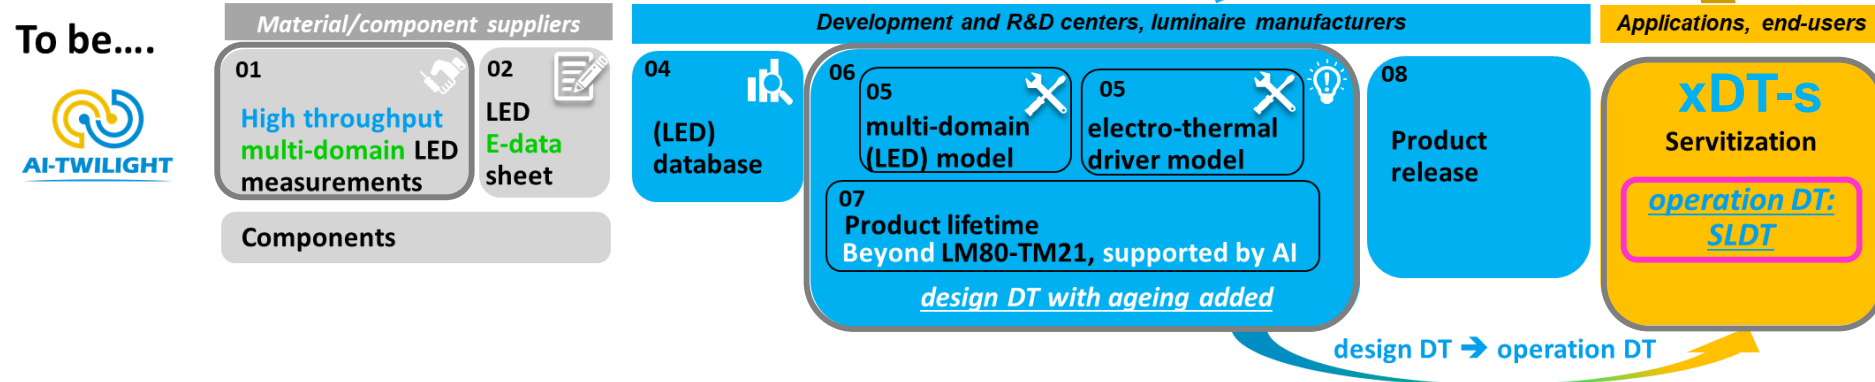 To be....
AI-TWILIGHT
Material/component suppliers
01
High throughput
multi-domain LED
measurements
02
LED
E-data
sheet
Components
Development and R&D centers, luminaire manufacturers
04
(LED)
database
06
05
multi-domain
(LED) model
05
electro-thermal
driver model
07
Product lifetime
Beyond LM80-TM21, supported by AI
design DT with ageing added
08
Product
release
Applications, end-users
xDT-s
Servitization
operation DT:
SLDT
design DT ➔ operation DT